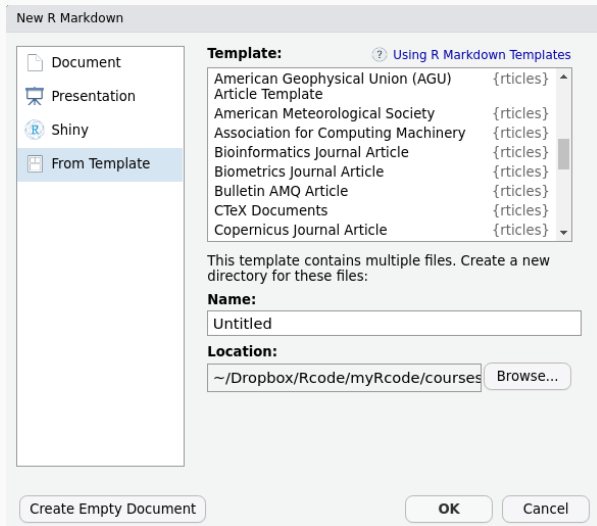 New R Markdown
Document
Presentation
Shiny
From Template
Template:
Using R Markdown Templates
American Geophysical Union (AGU) {rticles}
Article Template
American Meteorological Society {rticles}
Association for Computing Machinery {rticles}
Bioinformatics Journal Article {rticles}
Biometrics Journal Article {rticles}
Bulletin AMQ Article {rticles}
CTeX Documents {rticles}
Copernicus Journal Article {rticles}
This template contains multiple files. Create a new
directory for these files:
Name:
Untitled
Location:
~/Dropbox/Rcode/myRcode/courses
Browse...
Create Empty Document
OK
Cancel